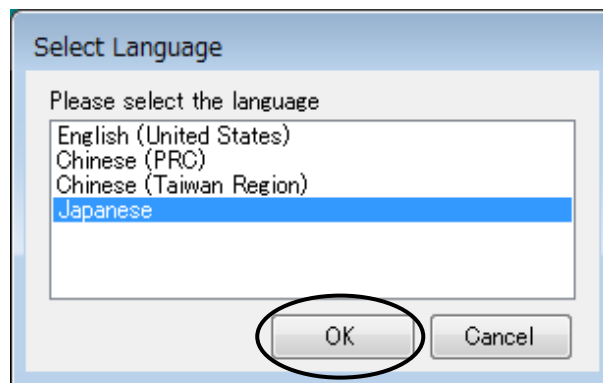 Select Language
Please select the language
English (United States)
Chinese (PRC)
Chinese (Taiwan Region)
Japanese
OK Cancel